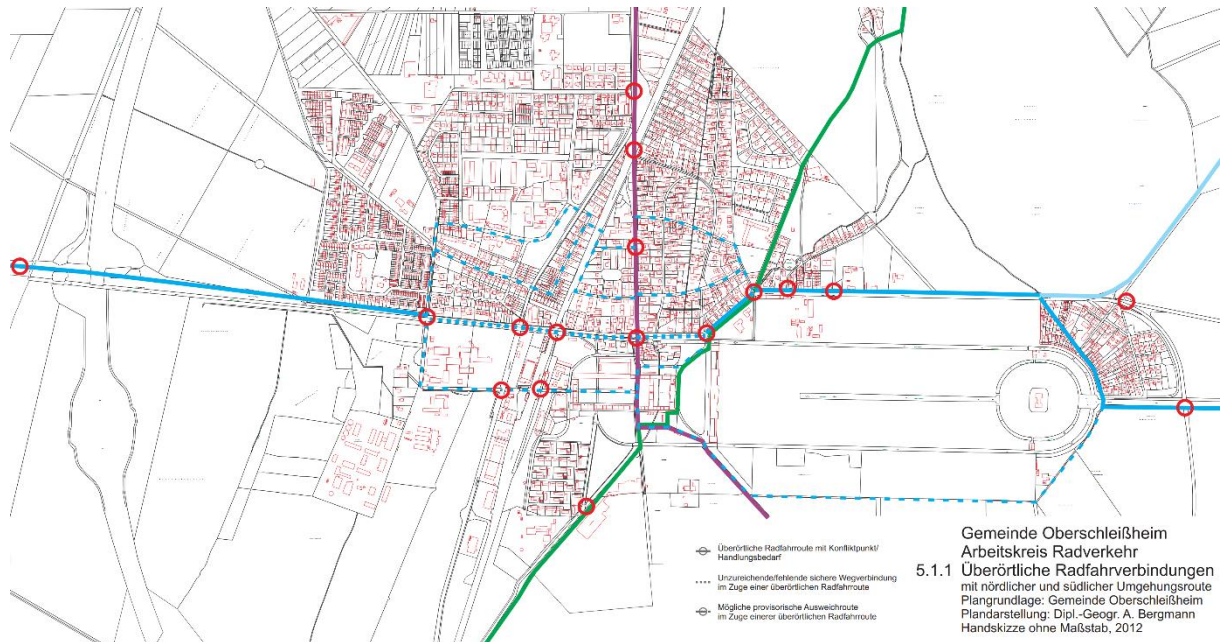 Überörtliche Radfahrroute mit Konfliktpunkt/
Handlungsbedarf
Unzureichende/fehlende sichere Wegverbindung
im Zuge einer überörtlichen Radfahrroute
Mögliche provisorische Ausweichroute
im Zuge einerer überörtlichen Radfahrroute
Gemeinde Oberschleißheim
Arbeitskreis Radverkehr
5.1.1 Überörtliche Radfahrverbindungen
mit nördlicher und südlicher Umgehungsroute
Plangrundlage: Gemeinde Oberschleißheim
Plandarstellung: Dipl.-Geogr. A. Bergmann
Handskizze ohne Maßstab, 2012